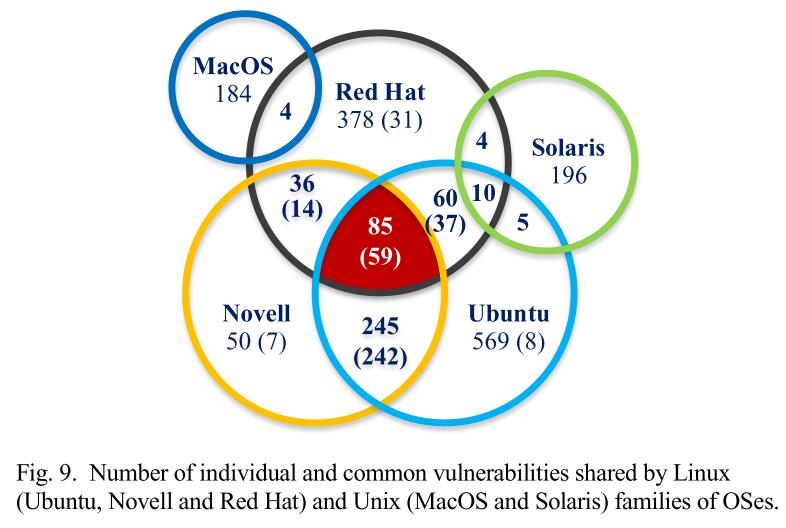 MacOS
184
4
Red Hat
378 (31)
4
Solaris
196
36
(14)
60
(37)
10
5
85
(59)
Novell
50 (7)
245
(242)
Ubuntu
569 (8)
Fig. 9. Number of individual and common vulnerabilities shared by Linux
(Ubuntu, Novell and Red Hat) and Unix (MacOS and Solaris) families of OSes.